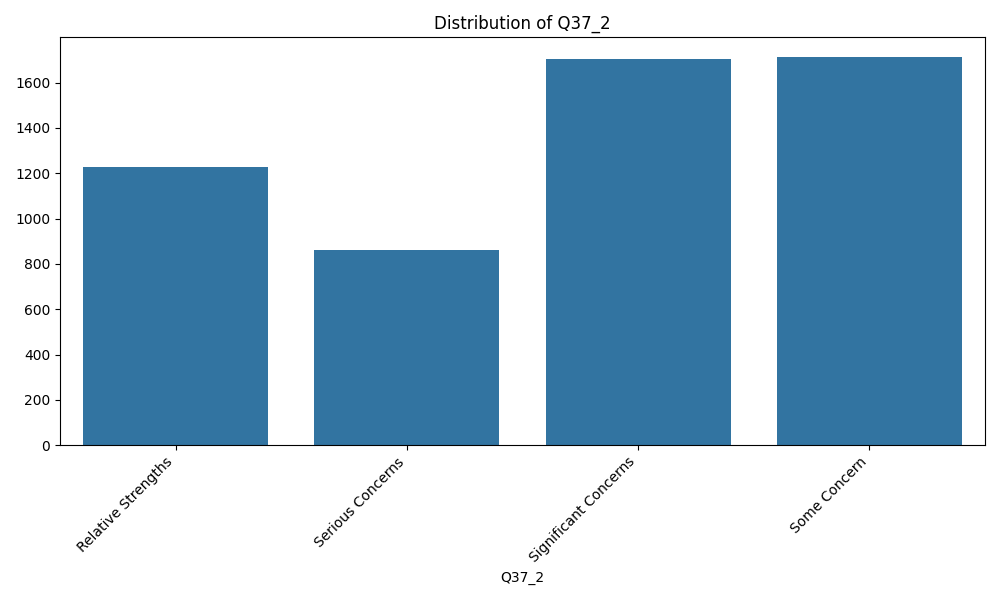 Distribution of Q37_2
1600
1400
1200
1000
800
600
400
200
0
Relative Strengths
Serious Concerns
Significant Concerns
Some Concern
Q37_2